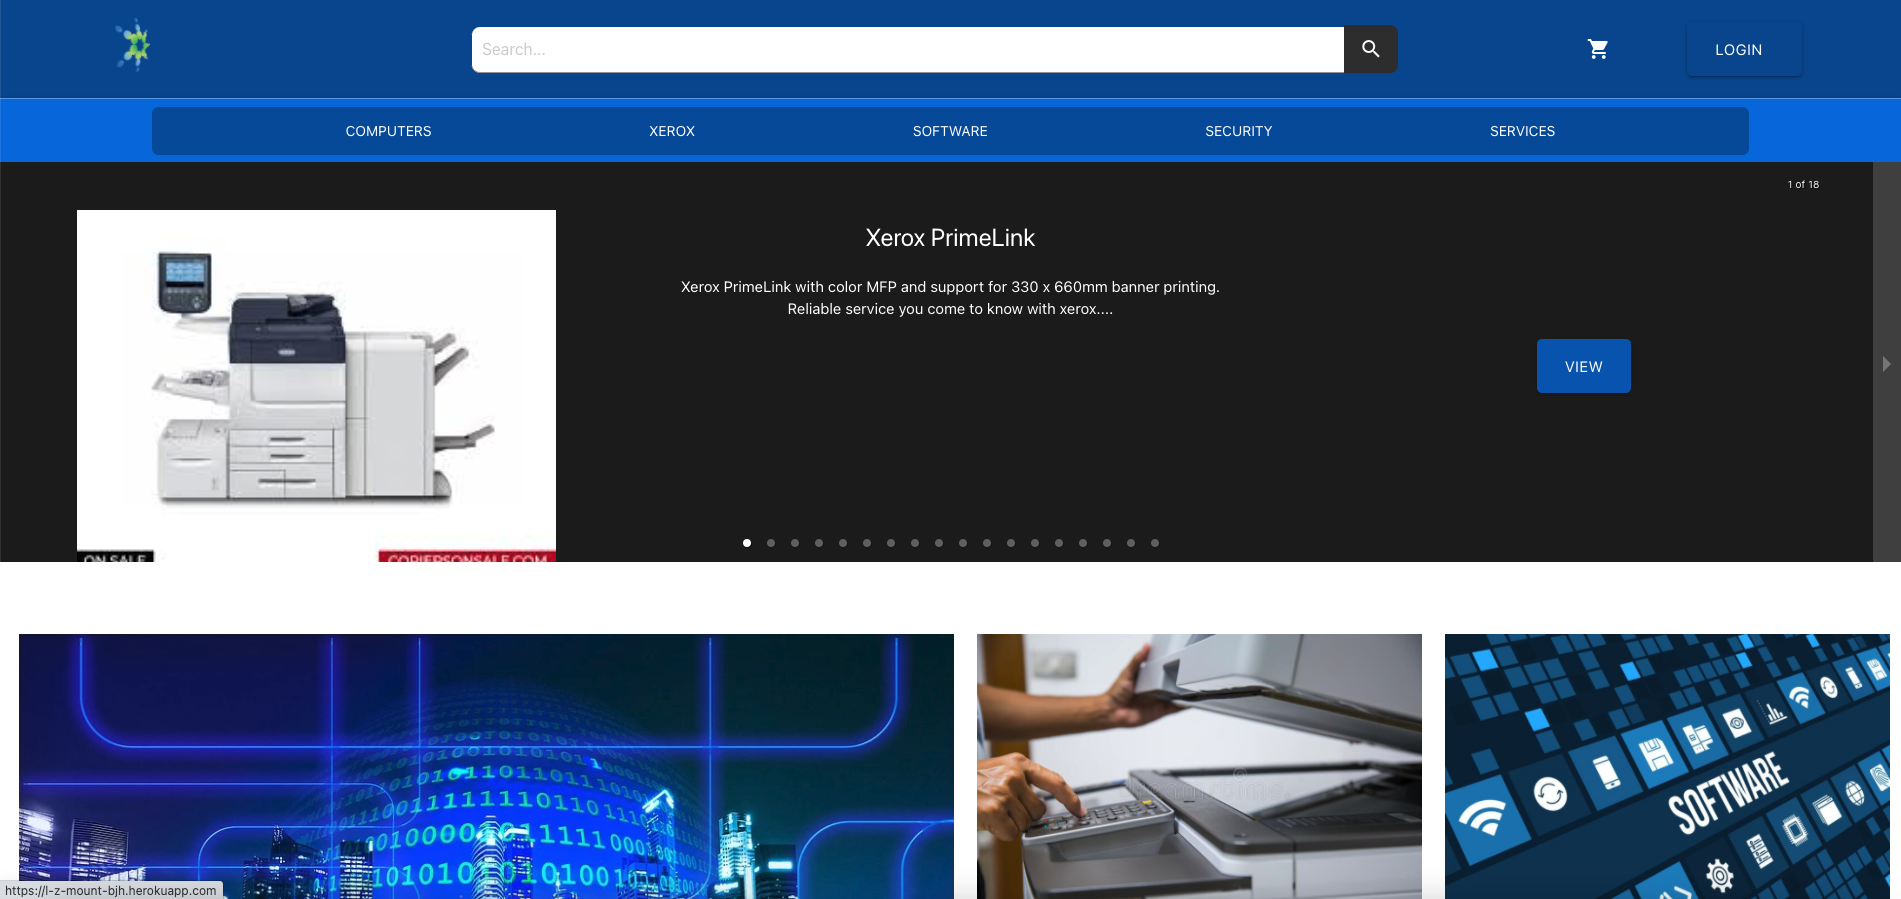 Search...
LOGIN
COMPUTERS
XEROX
SOFTWARE
SECURITY
SERVICES
1 of 18
Xerox PrimeLink
Xerox PrimeLink with color MFP and support for 330 x 660mm banner printing.
Reliable service you come to know with xerox....
VIEW
ON SALE
COPIERSONSALE.COM
SOFTWARE
https://l-z-mount-bjh.herokuapp.com